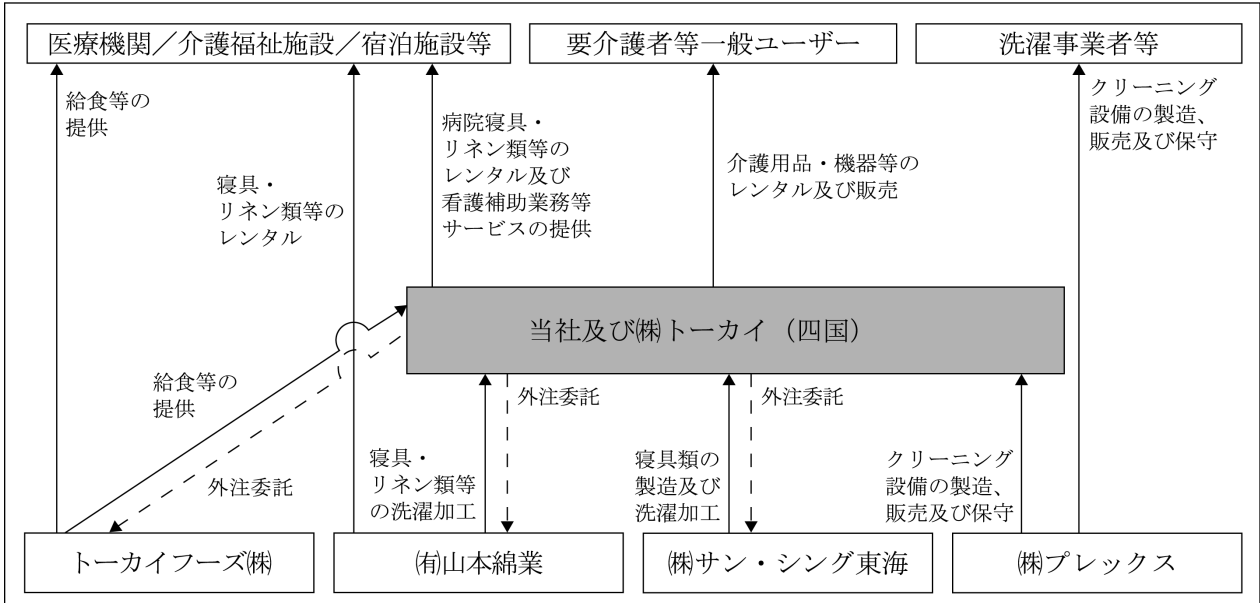 医療機関／介護福祉施設／宿泊施設等
要介護者等一般ユーザー
洗濯事業者等
給食等の
提供
寝具・
リネン類等の
レンタル
病院寝具・
リネン類等の
レンタル及び
看護補助業務等
サービスの提供
介護用品・機器等の
レンタル及び販売
クリーニング
設備の製造、
販売及び保守
当社及び㈱トーカイ（四国）
給食等の
提供
外注委託
寝具・
リネン類等
の洗濯加工
外注委託
寝具類の
製造及び
洗濯加工
外注委託
クリーニング
設備の製造、
販売及び保守
トーカイフーズ㈱
㈲山本綿業
㈱サン・シング東海
㈱プレックス